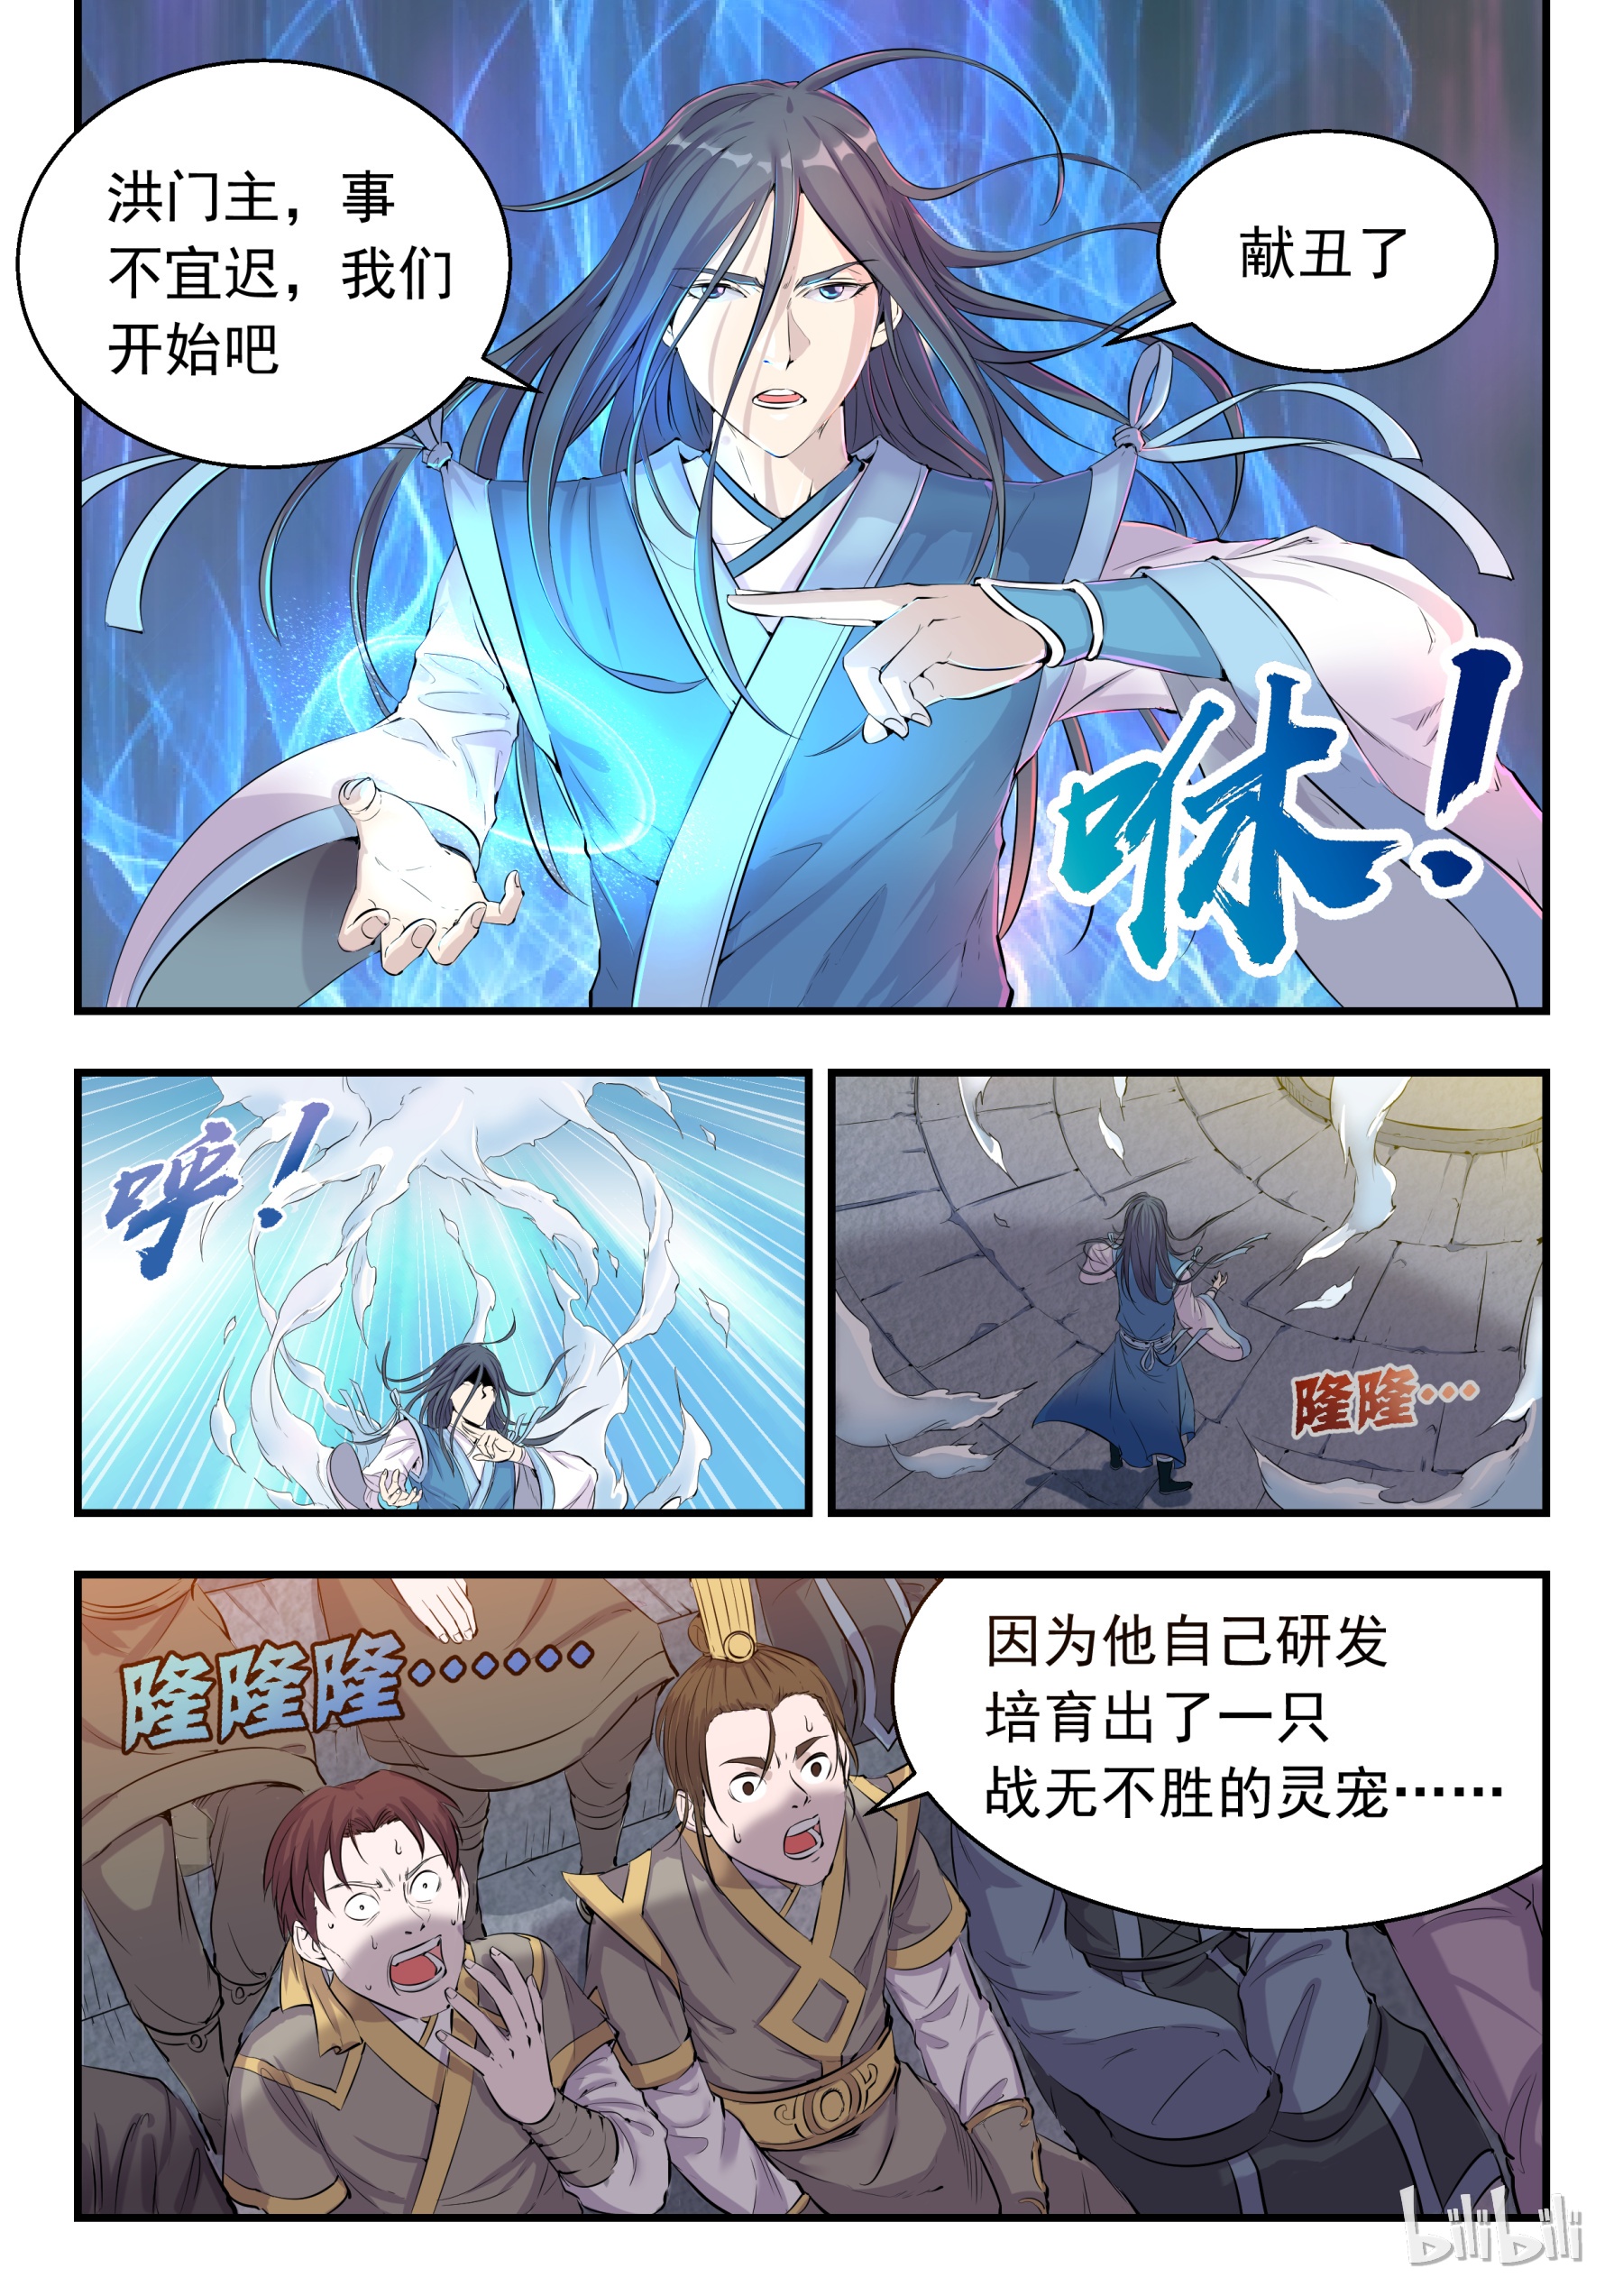 洪门主，事
不宜迟，我们
开始吧
献丑了
咻！
呼！
隆隆…
隆隆隆……
因为他自己研发
培育出了一只
战无不胜的灵宠……
bilibili